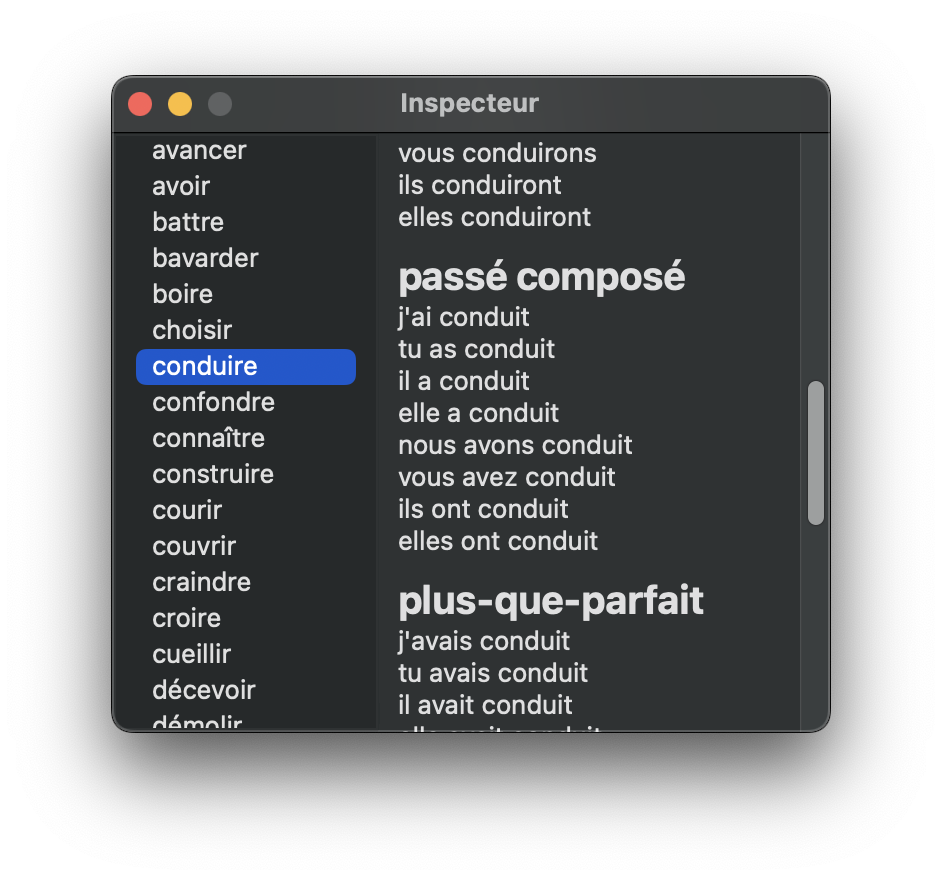 Inspecteur
avancer
avoir
battre
bavarder
boire
choisir
conduire
confondre
connaître
construire
courir
couvrir
craindre
croire
cueillir
décevoir
démolir
vous conduirons
ils conduiront
elles conduiront
passé composé
j'ai conduit
tu as conduit
il a conduit
elle a conduit
nous avons conduit
vous avez conduit
ils ont conduit
elles ont conduit
plus-que-parfait
j'avais conduit
tu avais conduit
il avait conduit
elle avait conduit